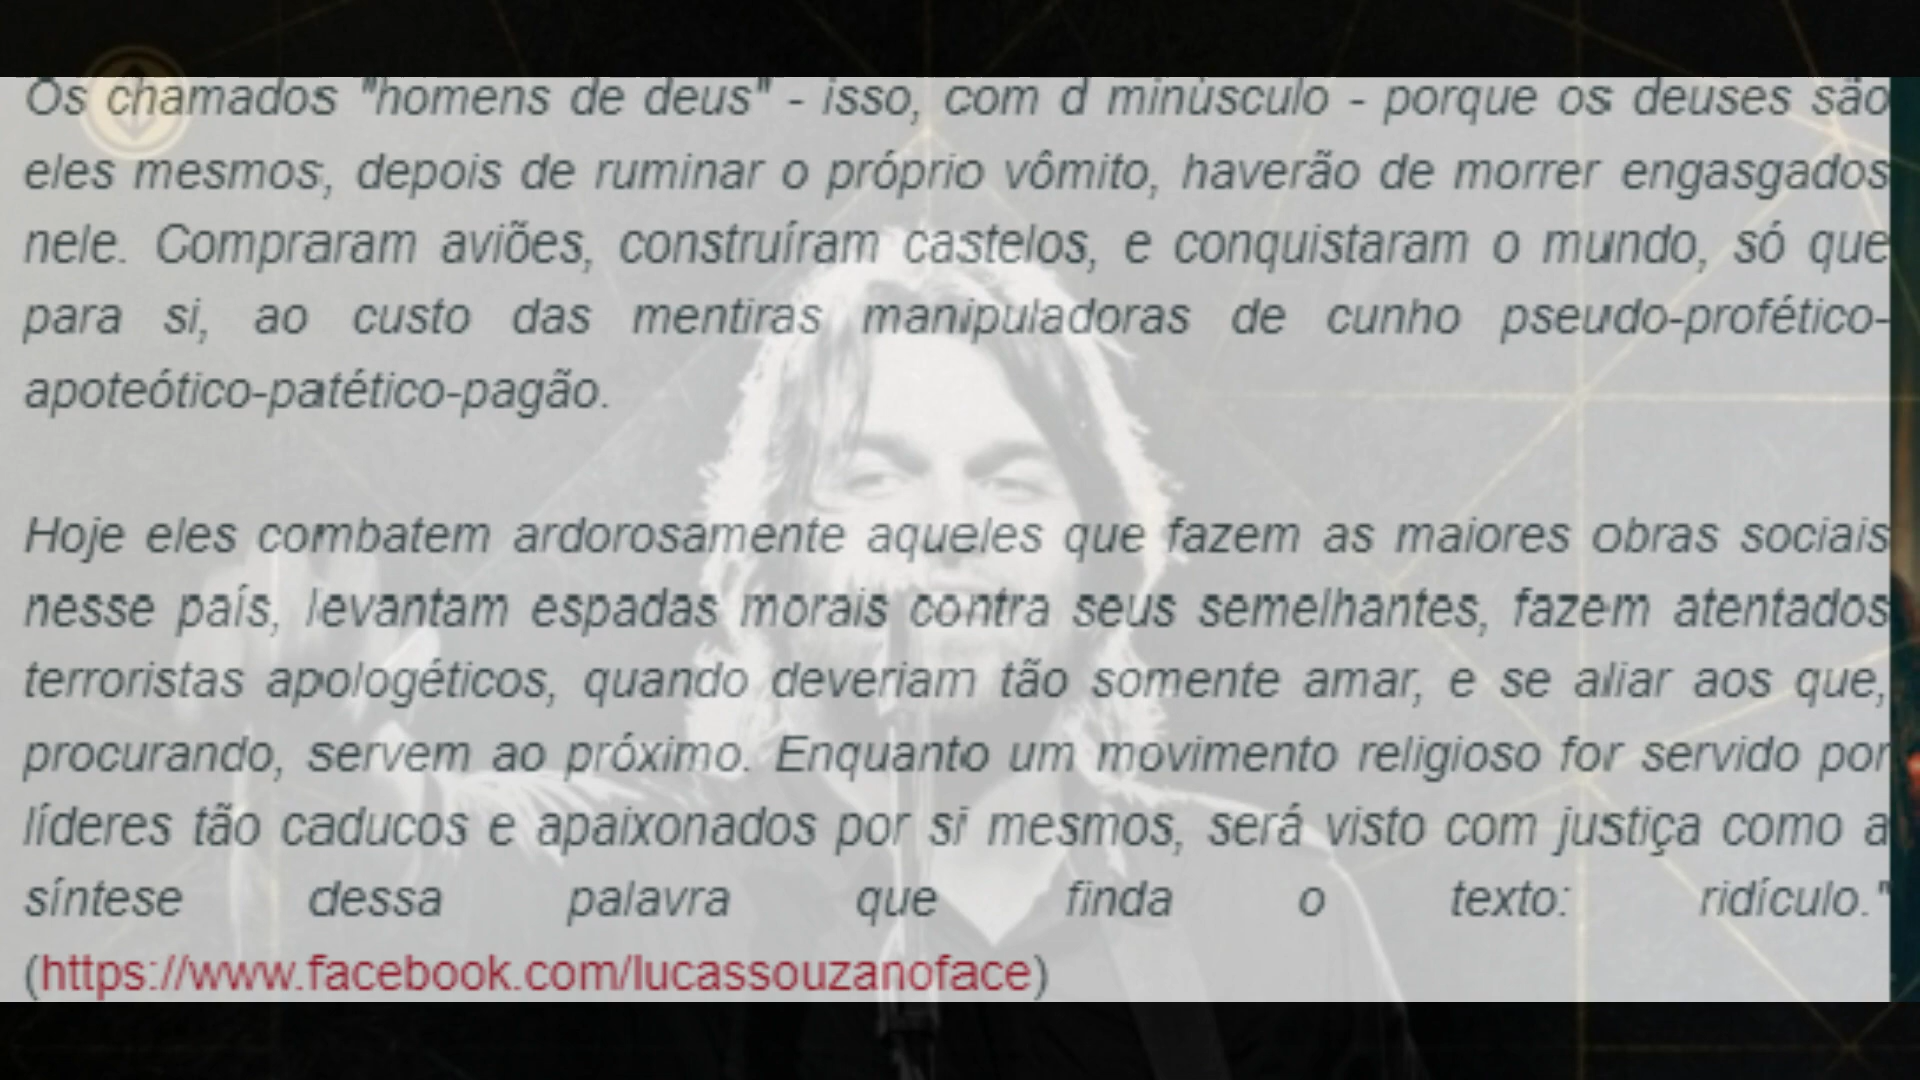 Os chamados "homens de deus" - isso, com d minúsculo - porque os deuses são
eles mesmos, depois de ruminar o próprio vômito, haverão de morrer engasgados
nele. Compraram aviões, construíram castelos, e conquistaram o mundo, só que
para si, ao custo das mentiras manipuladoras de cunho pseudo-profético-
apoteótico-patético-pagão.
Hoje eles combatem ardorosamente aqueles que fazem as maiores obras sociais
nesse país, levantam espadas morais contra seus semelhantes, fazem atentados
terroristas apologéticos, quando deveriam tão somente amar, e se aliar aos que,
procurando, servem ao próximo. Enquanto um movimento religioso for servido por
líderes tão caducos e apaixonados por si mesmos, será visto com justiça como a
síntese dessa palavra que finda o texto: ridículo."
(https://www.facebook.com/lucassouzanoface)